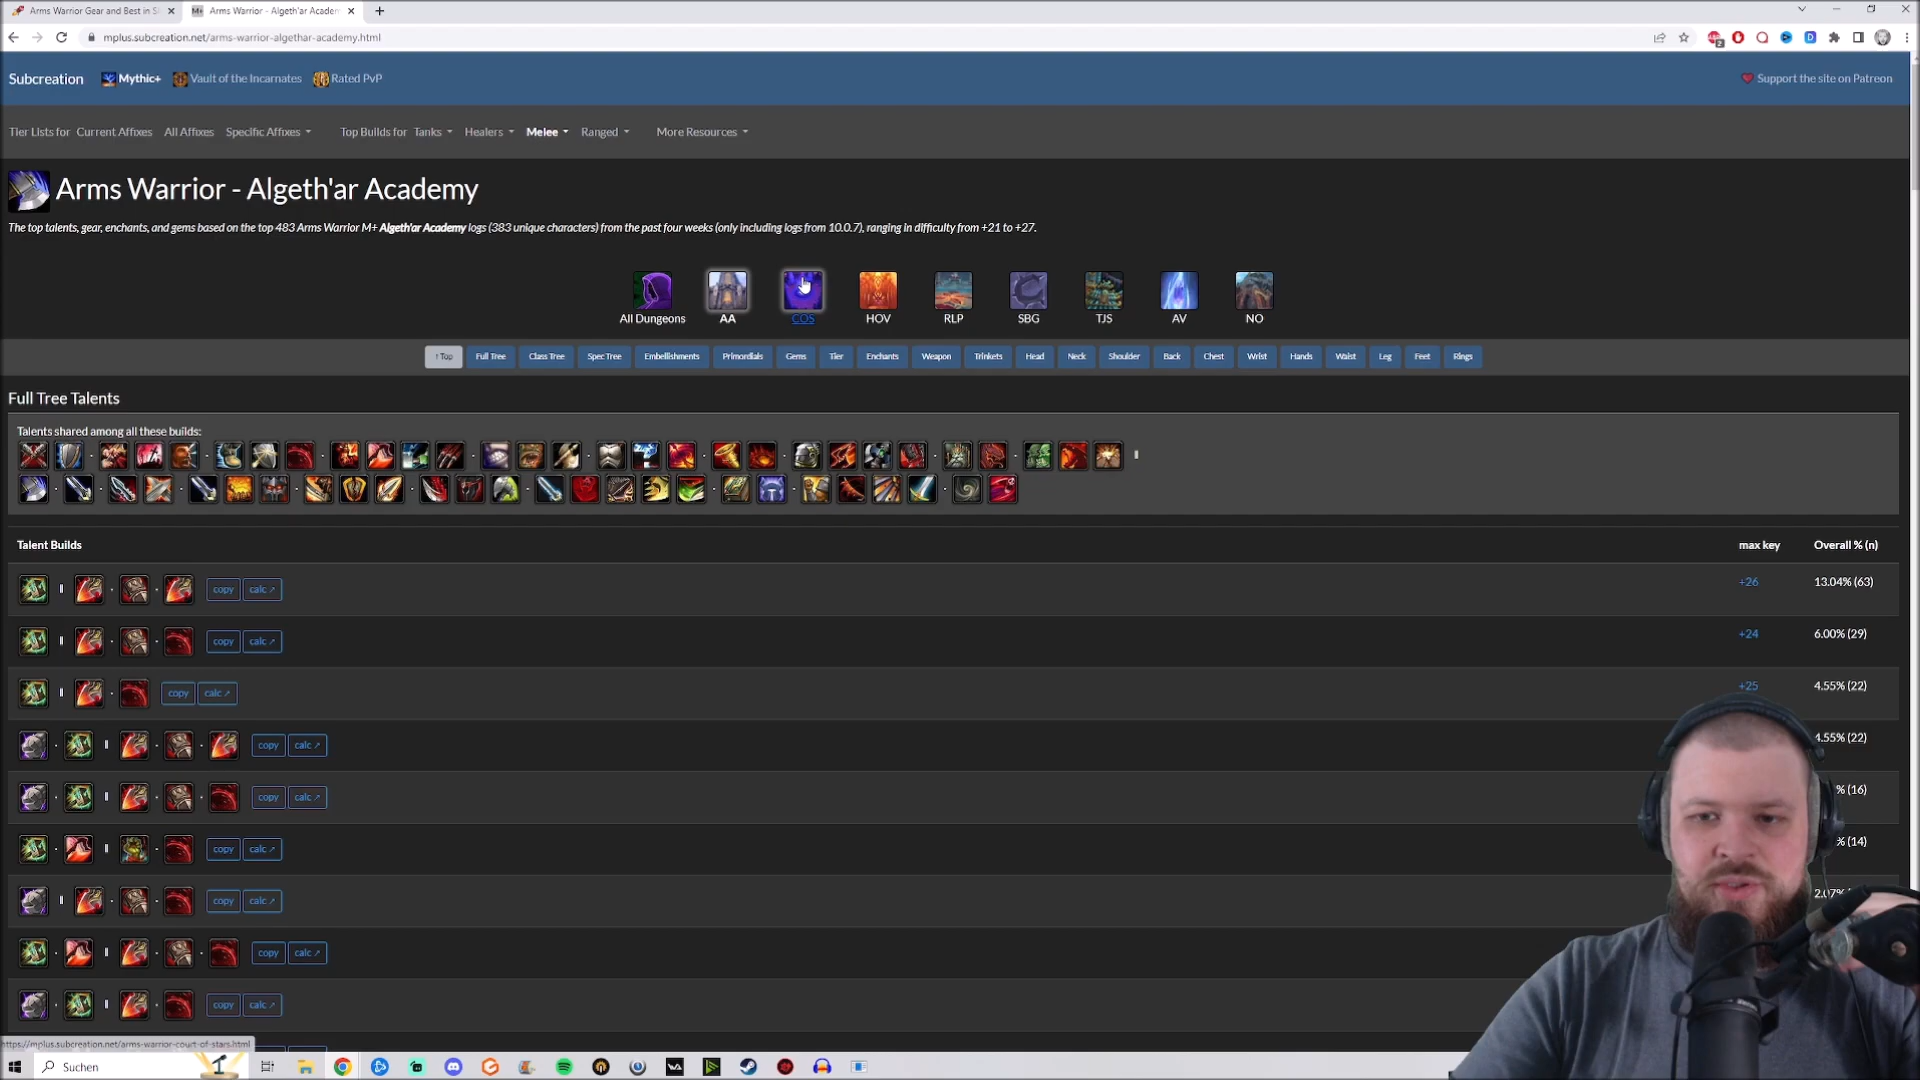 Arms Warrior Gear and Best in S
Arms Warrior - Algeth'ar Academ
mplus.subcreation.net/arms-warrior-algethar-academy.html
Subcreation Mythic+ Vault of the Incarnates Rated PvP Support the site on Patreon
Tier Lists for Current Affixes All Affixes Specific Affixes Top Builds for Tanks Healers Melee Ranged More Resources
Arms Warrior - Algeth'ar Academy
The top talents, gear, enchants, and gems based on the top 483 Arms Warrior M+ Algeth'ar Academy logs (383 unique characters) from the past four weeks (only including logs from 10.0.7), ranging in difficulty from +21 to +27.
All Dungeons AA COS HOV RLP SBG TJS AV NO
↑ Top Full Tree Class Tree Spec Tree Embellishments Primordials Gems Tier Enchants Weapon Trinkets Head Neck Shoulder Back Chest Wrist Hands Waist Leg Feet Rings
Full Tree Talents
Talents shared among all these builds:
Talent Builds max key Overall % (n)
copy calc ↗ +26 13.04% (63)
copy calc ↗ +24 6.00% (29)
copy calc ↗ +25 4.55% (22)
copy calc ↗ 4.55% (22)
copy calc ↗ % (16)
copy calc ↗ % (14)
copy calc ↗ 2.07%
copy calc ↗
copy calc ↗
https://mplus.subcreation.net/arms-warrior-court-of-stars.html
Suchen